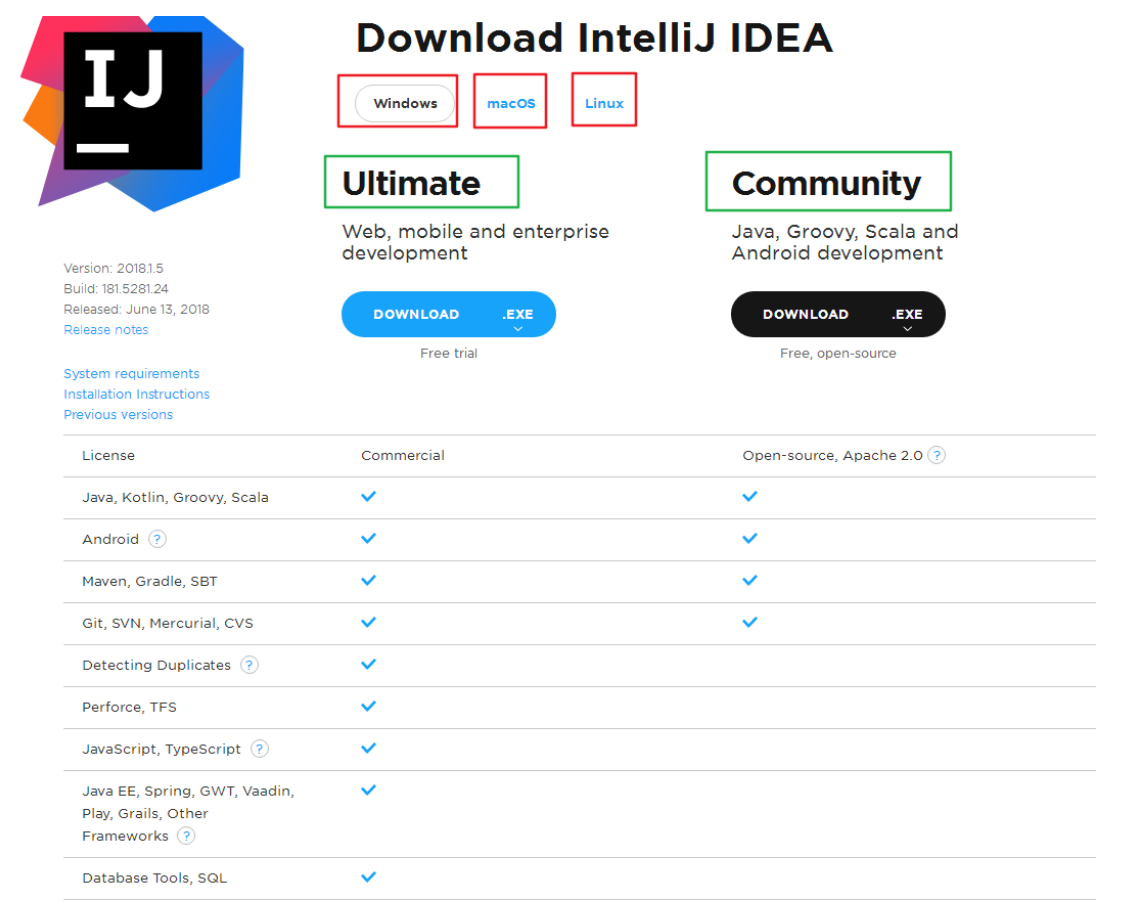 IJ
Download IntelliJ IDEA
Windows
macOS
Linux
Ultimate
Web, mobile and enterprise
development
DOWNLOAD .EXE
Free trial
Community
Java, Groovy, Scala and
Android development
DOWNLOAD .EXE
Free, open-source
Version: 2018.1.5
Build: 181.5281.24
Released: June 13, 2018
Release notes
System requirements
Installation Instructions
Previous versions
License Commercial Open-source, Apache 2.0 ?
Java, Kotlin, Groovy, Scala
Android ?
Maven, Gradle, SBT
Git, SVN, Mercurial, CVS
Detecting Duplicates ?
Perforce, TFS
JavaScript, TypeScript ?
Java EE, Spring, GWT, Vaadin,
Play, Grails, Other
Frameworks ?
Database Tools, SQL